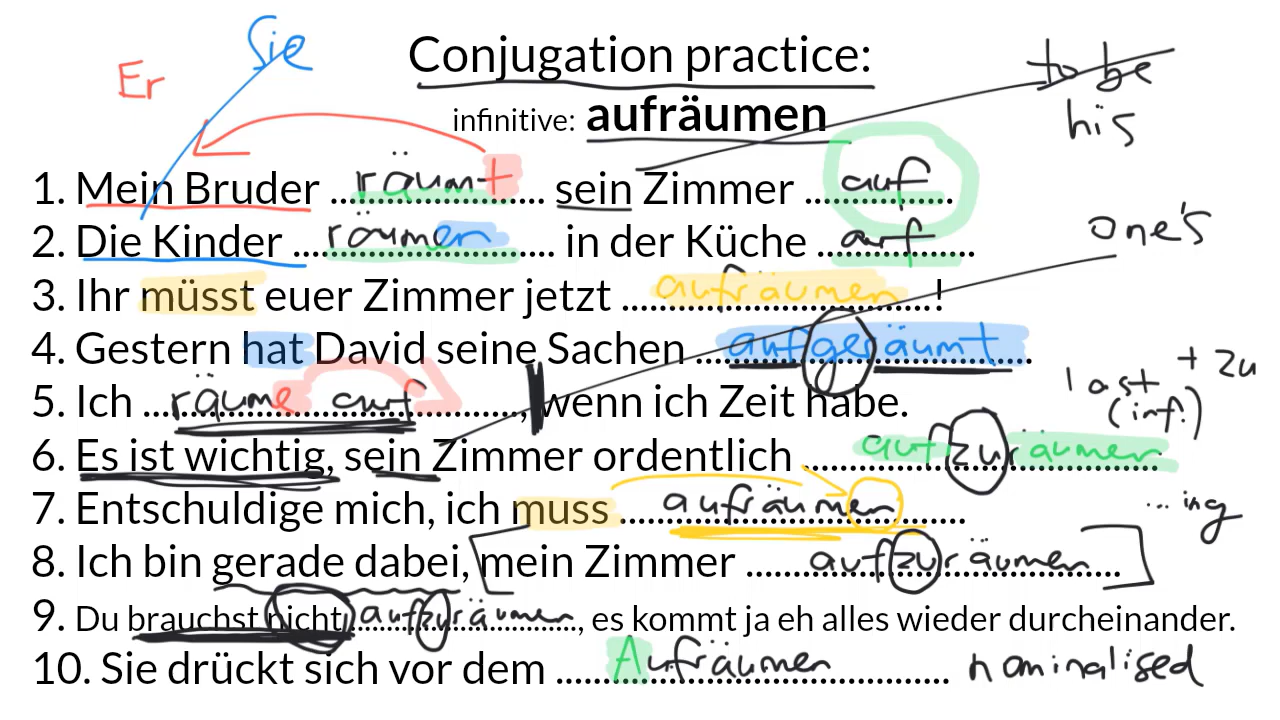 Sie
Er
Conjugation practice:
infinitive: aufräumen
to be
his
1. Mein Bruder räumt sein Zimmer auf
2. Die Kinder räumen in der Küche auf
one's
3. Ihr müsst euer Zimmer jetzt aufräumen!
4. Gestern hat David seine Sachen aufgeräumt
+ zu
last
(inf.)
5. Ich räume auf, wenn ich Zeit habe.
6. Es ist wichtig, sein Zimmer ordentlich aufzuräumen
7. Entschuldige mich, ich muss aufräumen
...ing
8. Ich bin gerade dabei, mein Zimmer aufzuräumen
9. Du brauchst nicht aufzuräumen, es kommt ja eh alles wieder durcheinander.
10. Sie drückt sich vor dem Aufräumen nominalised